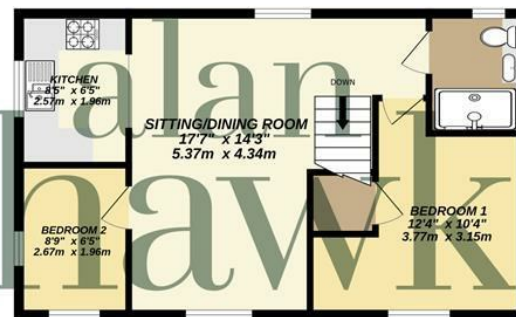 KITCHEN
8'5" x 6'5"
2.57m x 1.96m
alan
DOWN
SITTING/DINING ROOM
17'7" x 14'3"
5.37m x 4.34m
hawk
BEDROOM 2
8'9" x 6'5"
2.67m x 1.96m
BEDROOM 1
12'4" x 10'4"
3.77m x 3.15m